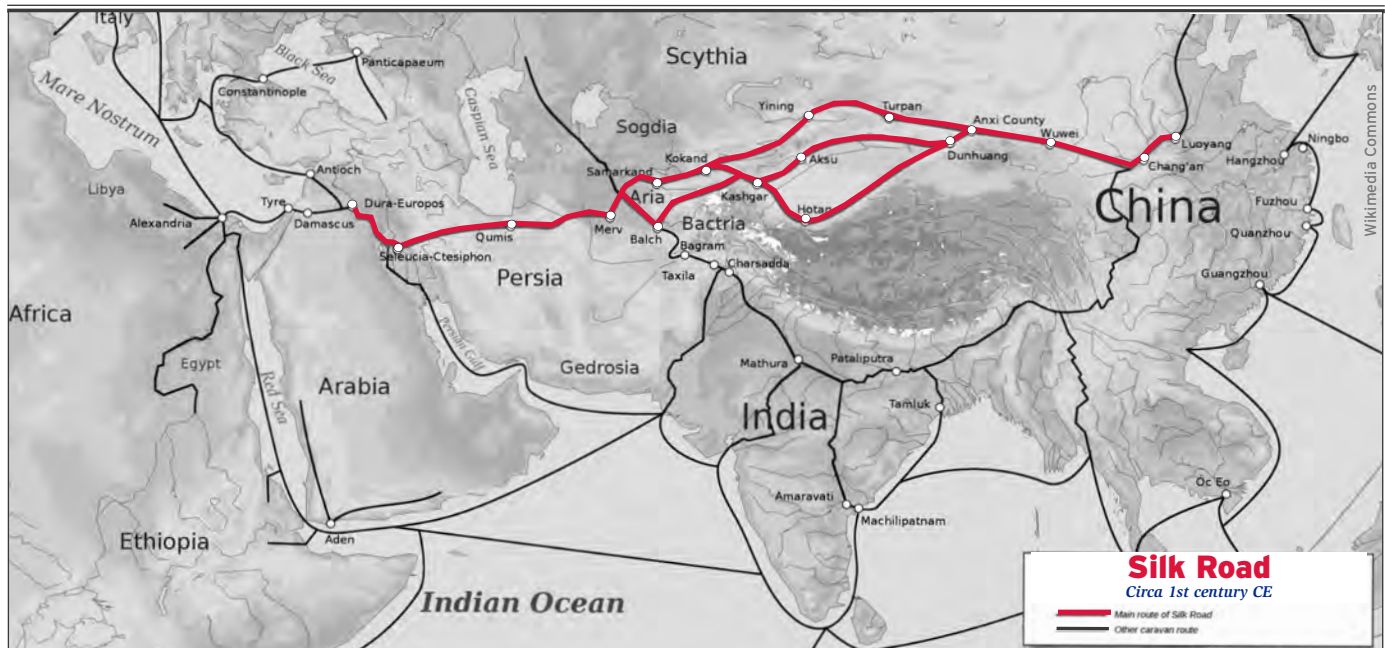 Italy
Black Sea
Panticapaeum
Scythia
Mare Nostrum
Constantinople
Caspian Sea
Yining
Turpan
Anxi County
Wuwei
Luoyang
Ningbo
Hangzhou
Sogdia
Kokand
Aksu
Dunhuang
Chang'an
Libya
Antioch
Samarkand
Kashgar
Aria
Tyre
Dura-Europos
Hotan
China
Fuzhou
Alexandria
Damascus
Merv
Bactria
Quanzhou
Qumis
Balch
Bagram
Seleucia-Ctesiphon
Charsadda
Persia
Taxila
Guangzhou
Africa
Persian Gulf
Egypt
Red Sea
Arabia
Gedrosia
Mathura
Pataliputra
India
Tamluk
Óc Eo
Amaravati
Machilipatnam
Ethiopia
Aden
Indian Ocean
Silk Road
Circa 1st century CE
Main route of Silk Road
Other caravan route
Wikimedia Commons